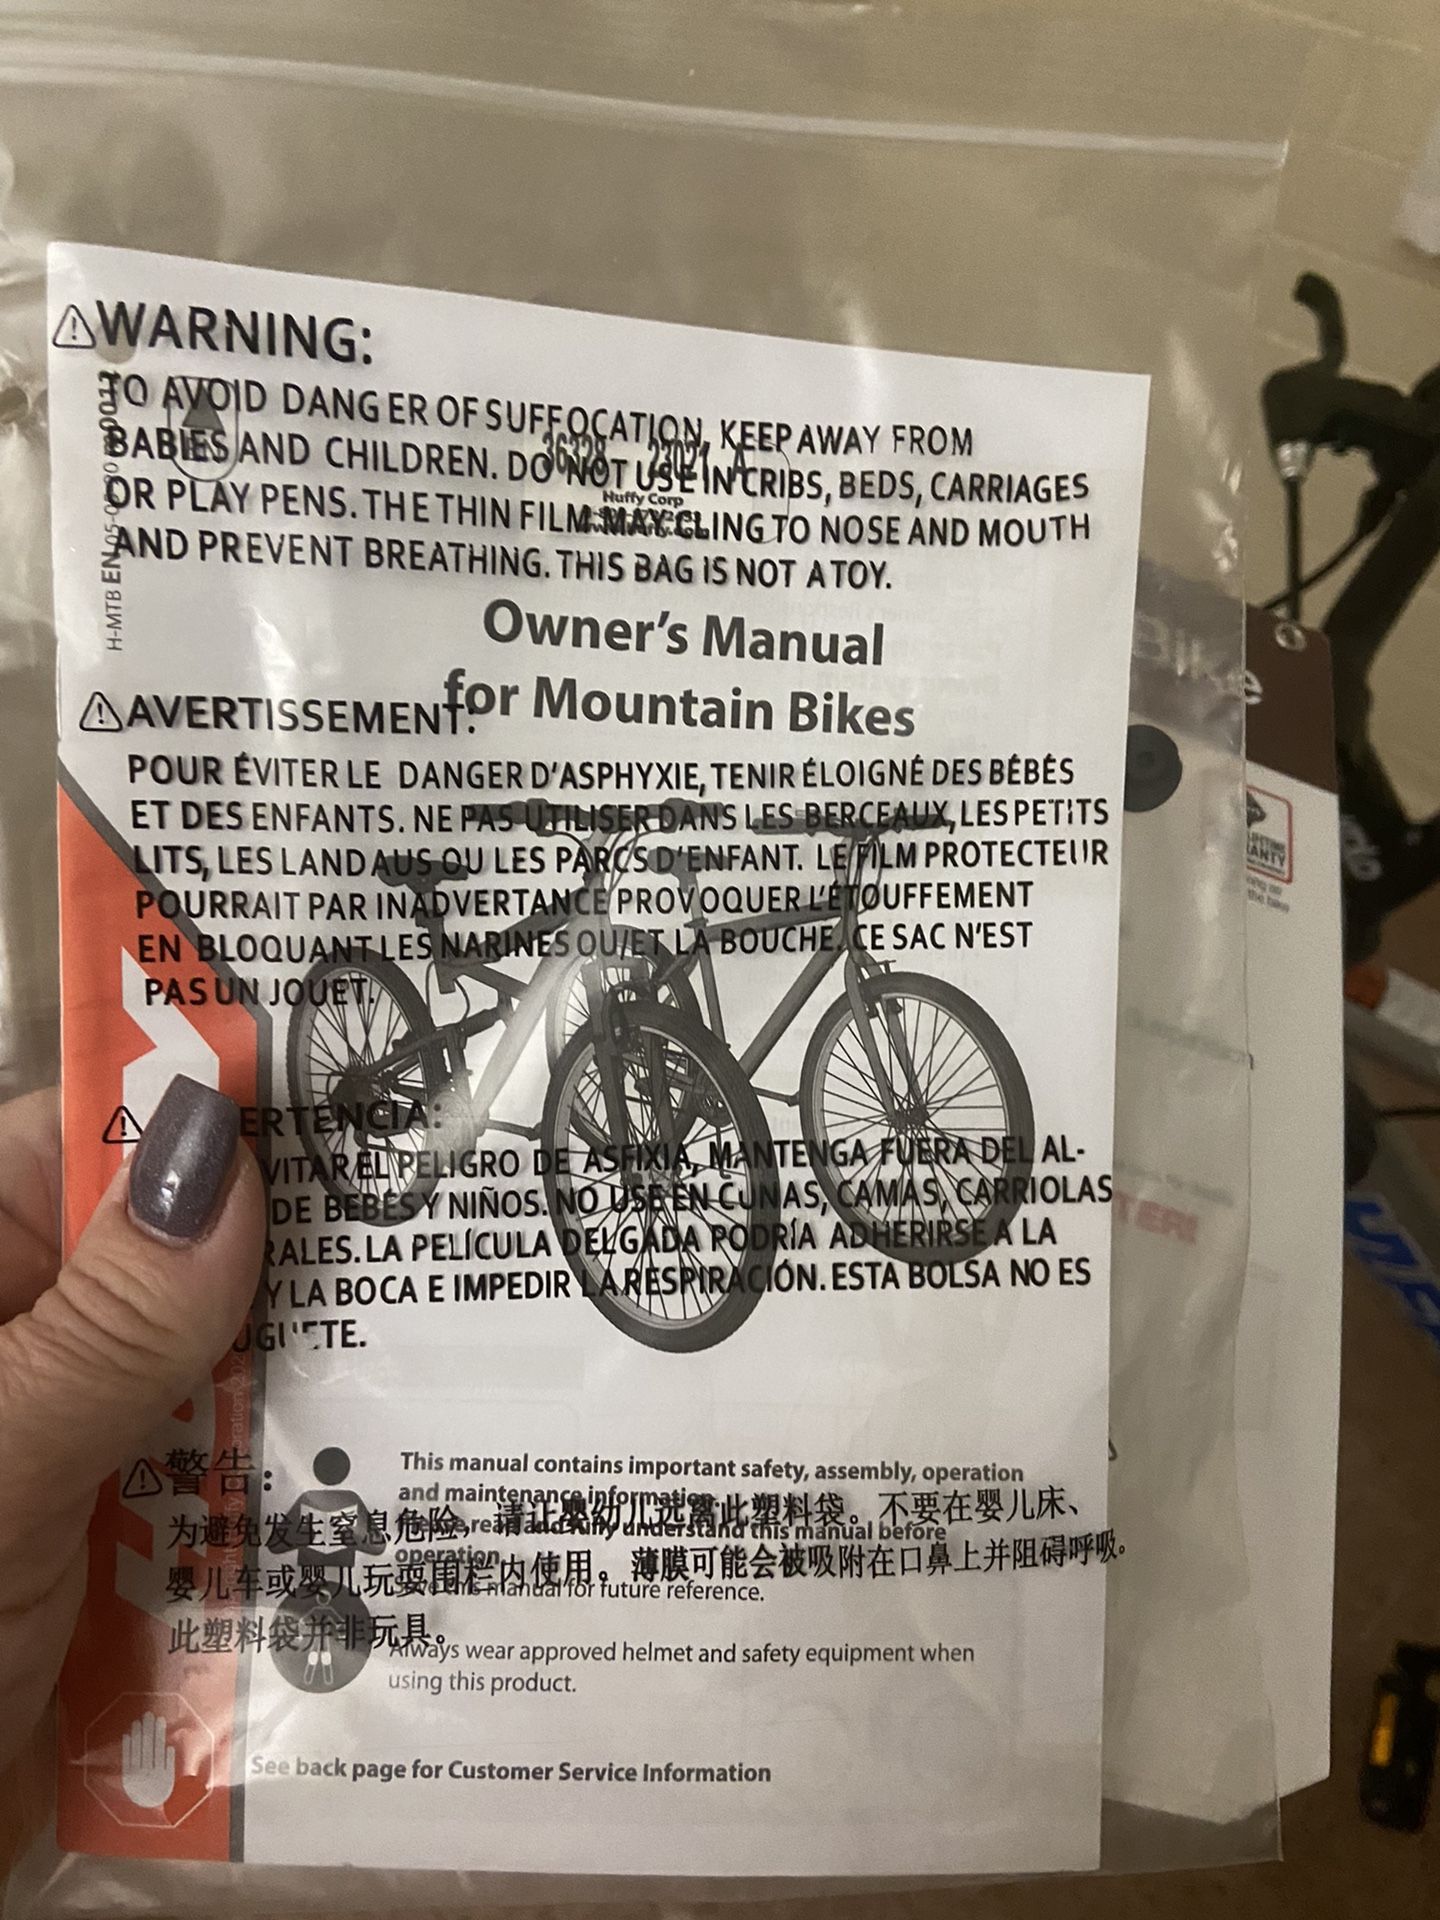 WARNING:
TO AVOID DANGER OF SUFFOCATION, KEEP AWAY FROM
BABIES AND CHILDREN. DO NOT USE IN CRIBS, BEDS, CARRIAGES
OR PLAY PENS. THE THIN FILM MAY CLING TO NOSE AND MOUTH
AND PREVENT BREATHING. THIS BAG IS NOT A TOY.
36328 23021 A
Huffy Corp
H-MTB EN
Owner's Manual
for Mountain Bikes
AVERTISSEMENT:
POUR ÉVITER LE DANGER D'ASPHYXIE, TENIR ÉLOIGNÉ DES BÉBÉS
ET DES ENFANTS. NE PAS UTILISER DANS LES BERCEAUX, LES PETITS
LITS, LES LANDAUS OU LES PARCS D'ENFANT. LE FILM PROTECTEUR
POURRAIT PAR INADVERTANCE PROVOQUER L'ÉTOUFFEMENT
EN BLOQUANT LES NARINES OU/ET LA BOUCHE. CE SAC N'EST
PAS UN JOUET.
ERTENCIA:
VITAR EL PELIGRO DE ASFIXIA, MANTENGA FUERA DEL AL-
DE BEBÉS Y NIÑOS. NO USE EN CUNAS, CAMAS, CARRIOLAS
RALES. LA PELÍCULA DELGADA PODRÍA ADHERIRSE A LA
Y LA BOCA E IMPEDIR LA RESPIRACIÓN. ESTA BOLSA NO ES
UGUETE.
警告:
为避免发生窒息危险，请让婴幼儿远离此塑料袋。不要在婴儿床、
婴儿车或婴儿玩耍围栏内使用。薄膜可能会被吸附在口鼻上并阻碍呼吸。
此塑料袋并非玩具。
This manual contains important safety, assembly, operation
and maintenance information.
read and fully understand this manual before
operation.
this manual for future reference.
Always wear approved helmet and safety equipment when
using this product.
See back page for Customer Service Information